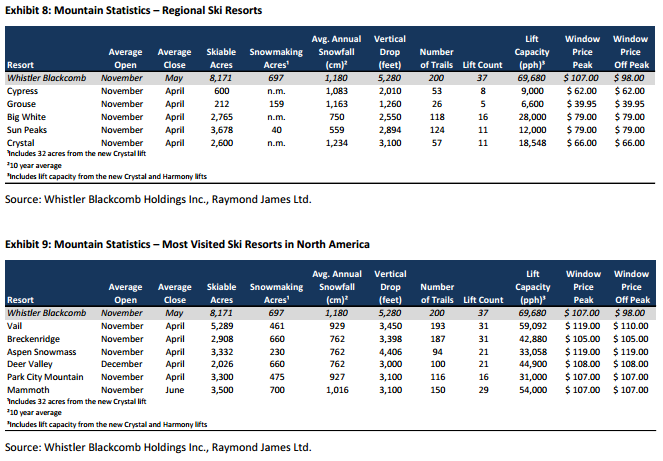 Exhibit 8: Mountain Statistics – Regional Ski Resorts
Avg. Annual Vertical Lift Window Window
Average Average Skiable Snowmaking Snowfall Drop Number Capacity Price Price
Resort Open Close Acres Acres¹ (cm)² (feet) of Trails Lift Count (pph)³ Peak Off Peak
Whistler Blackcomb November May 8,171 697 1,180 5,280 200 37 69,680 $ 107.00 $ 98.00
Cypress November April 600 n.m. 1,083 2,010 53 8 9,000 $ 62.00 $ 62.00
Grouse November April 212 159 1,163 1,260 26 5 6,600 $ 39.95 $ 39.95
Big White November April 2,765 n.m. 750 2,550 118 16 28,000 $ 79.00 $ 79.00
Sun Peaks November April 3,678 40 559 2,894 124 11 12,000 $ 79.00 $ 79.00
Crystal November April 2,600 n.m. 1,234 3,100 57 11 18,548 $ 66.00 $ 66.00
¹Includes 32 acres from the new Crystal lift
²10 year average
³Includes lift capacity from the new Crystal and Harmony lifts
Source: Whistler Blackcomb Holdings Inc., Raymond James Ltd.
Exhibit 9: Mountain Statistics – Most Visited Ski Resorts in North America
Avg. Annual Vertical Lift Window Window
Average Average Skiable Snowmaking Snowfall Drop Number Capacity Price Price
Resort Open Close Acres Acres¹ (cm)² (feet) of Trails Lift Count (pph)³ Peak Off Peak
Whistler Blackcomb November May 8,171 697 1,180 5,280 200 37 69,680 $ 107.00 $ 98.00
Vail November April 5,289 461 929 3,450 193 31 59,092 $ 119.00 $ 110.00
Breckenridge November April 2,908 660 762 3,398 187 31 42,880 $ 105.00 $ 105.00
Aspen Snowmass November April 3,332 230 762 4,406 94 21 33,058 $ 119.00 $ 119.00
Deer Valley December April 2,026 660 762 3,000 100 21 44,900 $ 108.00 $ 108.00
Park City Mountain November April 3,300 475 927 3,100 116 16 31,000 $ 107.00 $ 107.00
Mammoth November June 3,500 700 1,016 3,100 150 29 54,000 $ 107.00 $ 107.00
¹Includes 32 acres from the new Crystal lift
²10 year average
³Includes lift capacity from the new Crystal and Harmony lifts
Source: Whistler Blackcomb Holdings Inc., Raymond James Ltd.